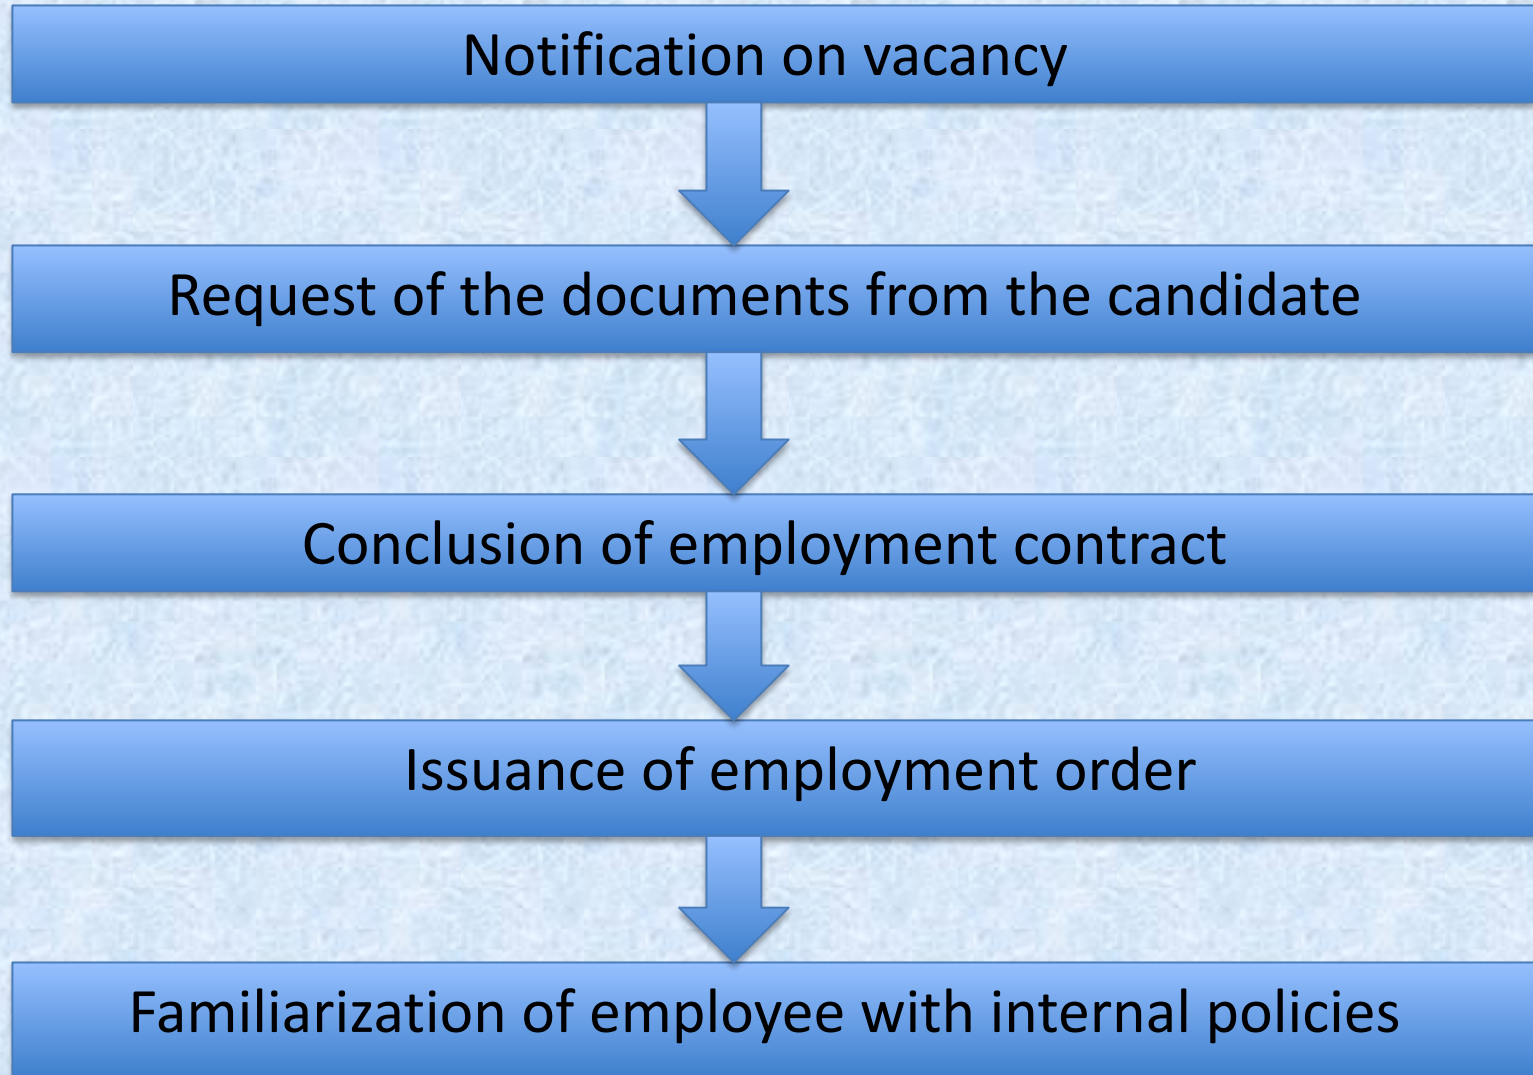 Notification on vacancy
Request of the documents from the candidate
Conclusion of employment contract
Issuance of employment order
Familiarization of employee with internal policies